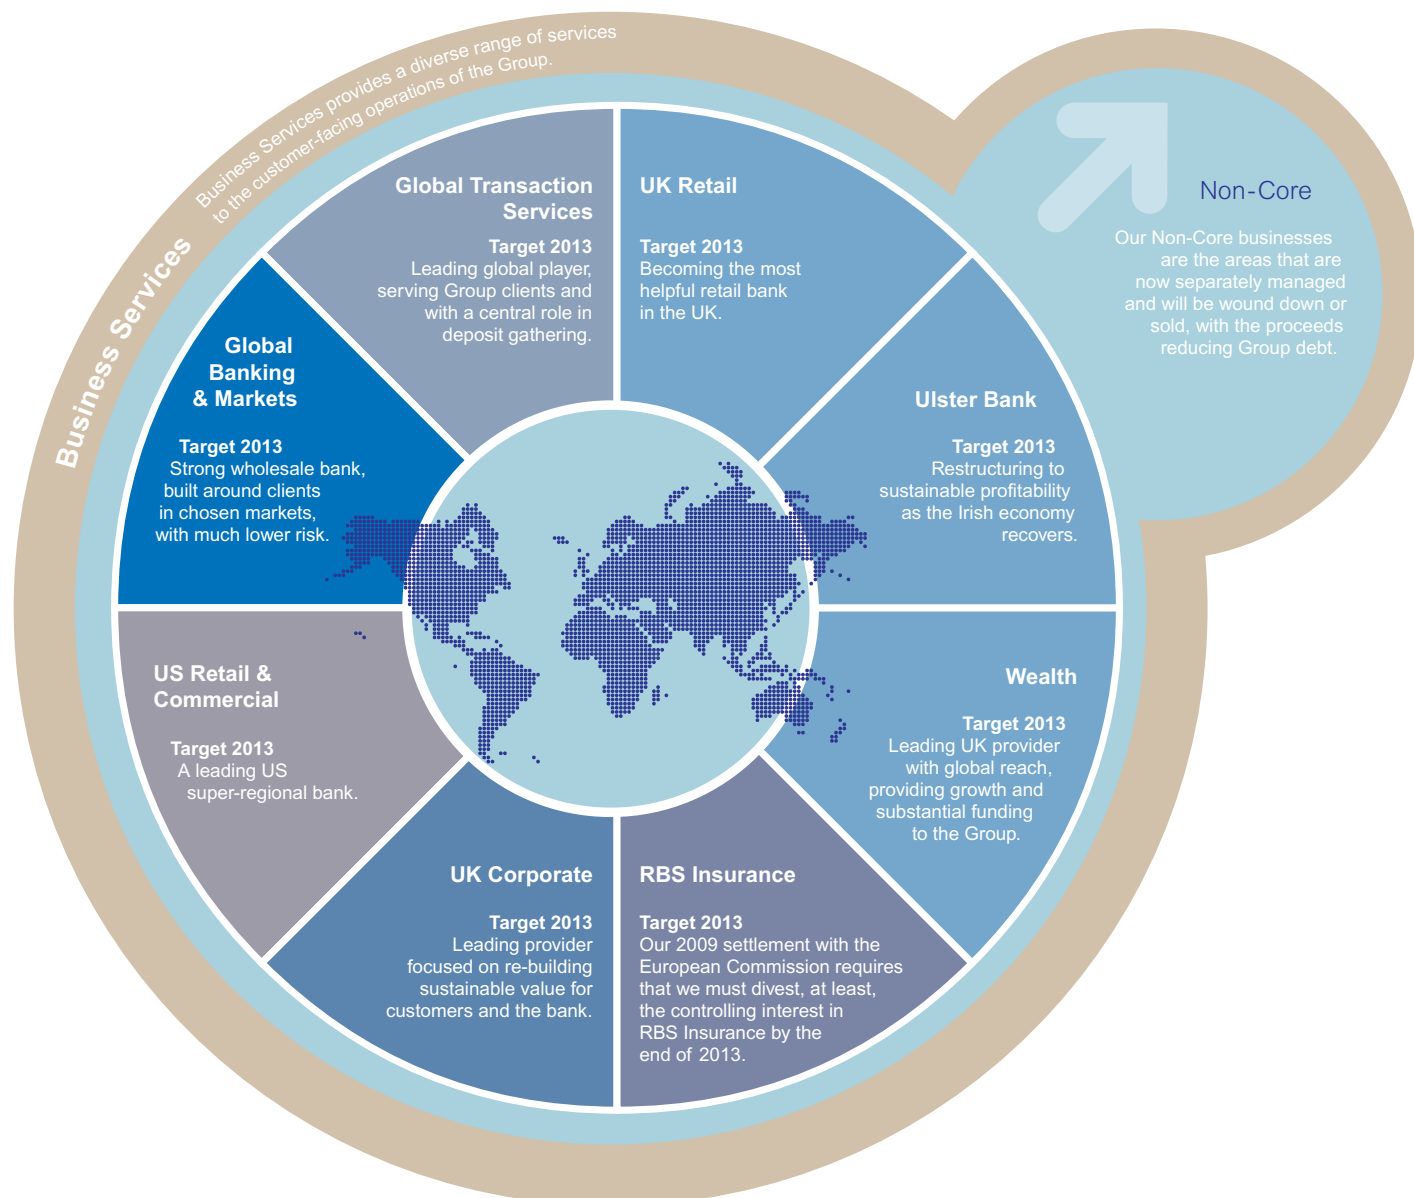 Business Services
Business Services provides a diverse range of services
to the customer-facing operations of the Group.
Global Transaction
Services
Target 2013
Leading global player,
serving Group clients and
with a central role in
deposit gathering.
UK Retail
Target 2013
Becoming the most
helpful retail bank
in the UK.
Non-Core
Our Non-Core businesses
are the areas that are
now separately managed
and will be wound down or
sold, with the proceeds
reducing Group debt.
Global
Banking
& Markets
Target 2013
Strong wholesale bank,
built around clients
in chosen markets,
with much lower risk.
Ulster Bank
Target 2013
Restructuring to
sustainable profitability
as the Irish economy
recovers.
US Retail &
Commercial
Target 2013
A leading US
super-regional bank.
Wealth
Target 2013
Leading UK provider
with global reach,
providing growth and
substantial funding
to the Group.
UK Corporate
Target 2013
Leading provider
focused on re-building
sustainable value for
customers and the bank.
RBS Insurance
Target 2013
Our 2009 settlement with the
European Commission requires
that we must divest, at least,
the controlling interest in
RBS Insurance by the
end of 2013.